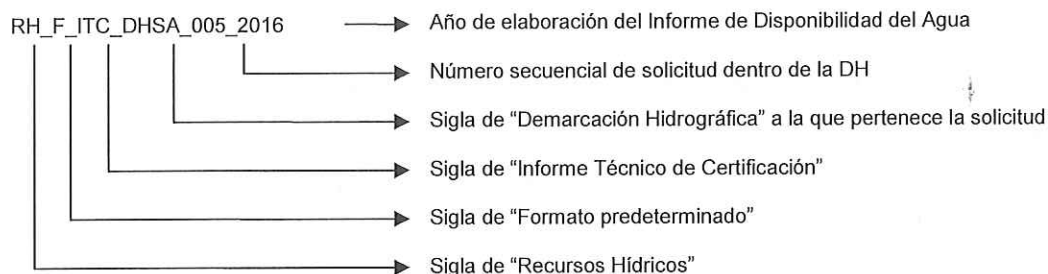 RH_F_ITC_DHSA_005_2016
Año de elaboración del Informe de Disponibilidad del Agua
Número secuencial de solicitud dentro de la DH
Sigla de “Demarcación Hidrográfica” a la que pertenece la solicitud
Sigla de “Informe Técnico de Certificación”
Sigla de “Formato predeterminado”
Sigla de “Recursos Hídricos”